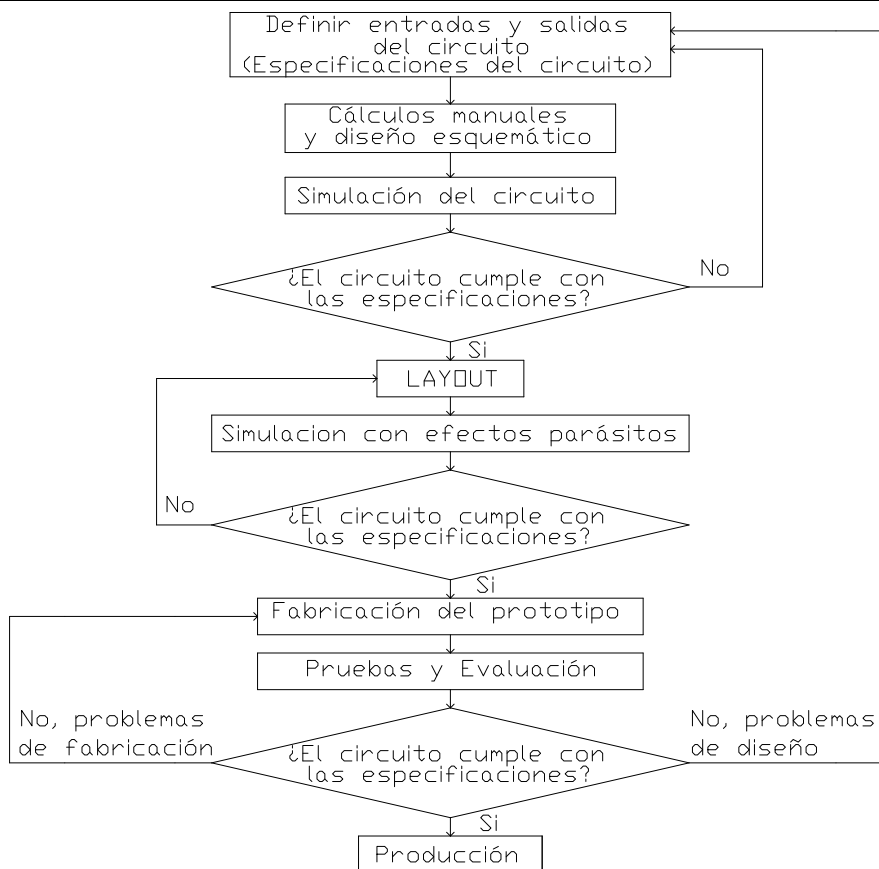 Definir entradas y salidas
del circuito
(Especificaciones del circuito)
Cálculos manuales
y diseño esquemático
Simulación del circuito
¿El circuito cumple con
las especificaciones?
No
Si
LAYOUT
Simulacion con efectos parásitos
No
¿El circuito cumple con
las especificaciones?
Si
Fabricación del prototipo
Pruebas y Evaluación
No, problemas
de fabricación
¿El circuito cumple con
las especificaciones?
No, problemas
de diseño
Si
Producción